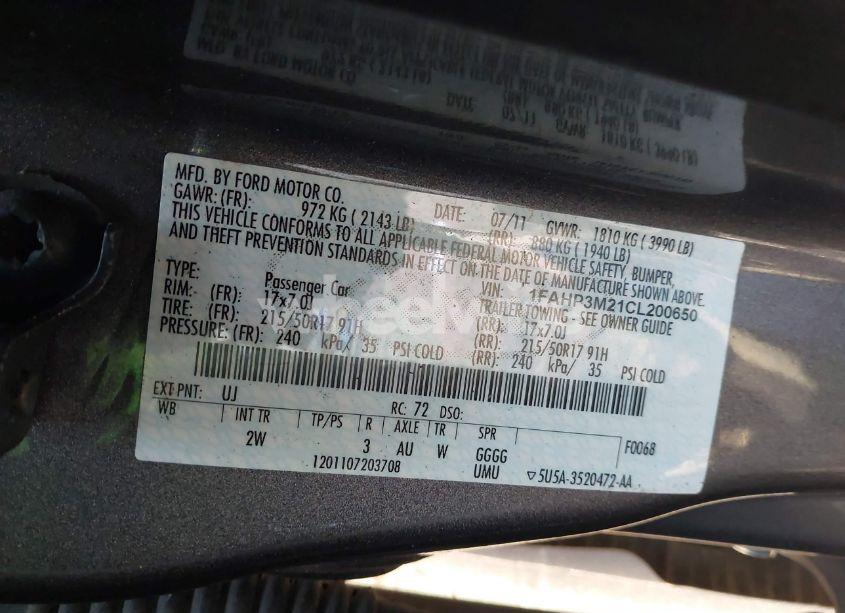 MFD. BY FORD MOTOR CO.
DATE: 07/11 GVWR: 1810 KG ( 3990 LB)
GAWR: (FR): 972 KG ( 2143 LB) (RR): 880 KG ( 1940 LB)
THIS VEHICLE CONFORMS TO ALL APPLICABLE FEDERAL MOTOR VEHICLE SAFETY, BUMPER,
AND THEFT PREVENTION STANDARDS IN EFFECT ON THE DATE OF MANUFACTURE SHOWN ABOVE.
VIN: 1FAHP3M21CL200650
TYPE: Passenger Car TRAILER TOWING - SEE OWNER GUIDE
RIM: (FR): 17x7.0J (RR): 17x7.0J
TIRE: (FR): 215/50R17 91H (RR): 215/50R17 91H
PRESSURE: (FR): 240 kPa/ 35 PSI COLD (RR): 240 kPa/ 35 PSI COLD
EXT PNT: UJ RC: 72 DSO:
WB INT TR TP/PS R AXLE TR SPR F0068
2W 3 AU W GGGG
1201107203708 UMU ▽5U5A-3520472-AA